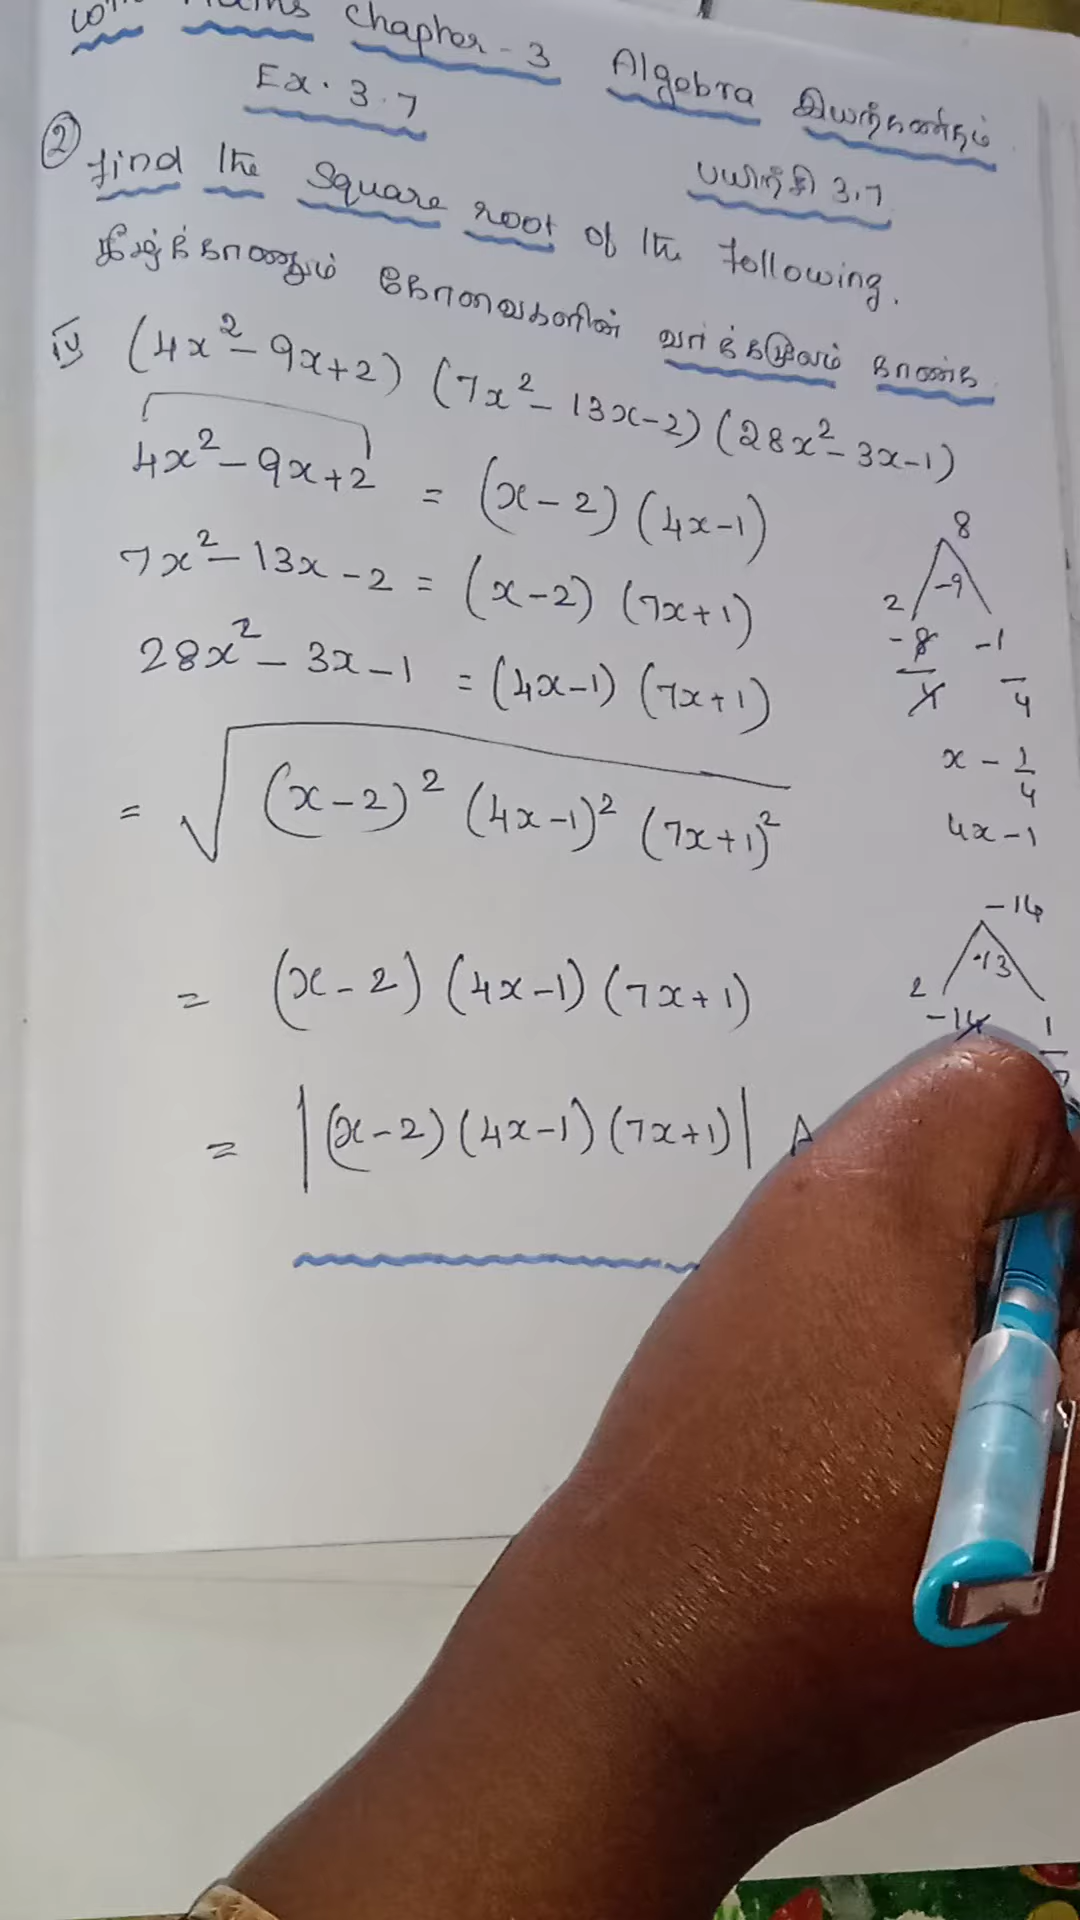 Maths Chapter - 3 Algebra இயற்கணிதம்
Ex. 3.7
பயிற்சி 3.7
② find the square root of the following.
கீழ்க்காணும் கோவைகளின் வர்க்கமூலம் காண்க
iv (4x² - 9x + 2) (7x² - 13x - 2) (28x² - 3x - 1)
4x² - 9x + 2 = (x - 2) (4x - 1)
7x² - 13x - 2 = (x - 2) (7x + 1)
28x² - 3x - 1 = (4x - 1) (7x + 1)
= √(x - 2)² (4x - 1)² (7x + 1)²
= (x - 2) (4x - 1) (7x + 1)
= |(x - 2) (4x - 1) (7x + 1)| A
8
-9
2
-8 -1
4 4
x - 1/4
4x - 1
-14
-13
2
-14 1